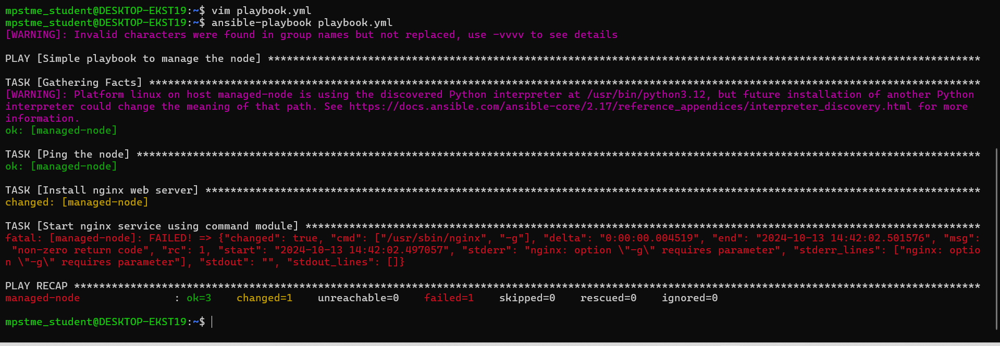 mpstme_student@DESKTOP-EKST19:~$ vim playbook.yml
mpstme_student@DESKTOP-EKST19:~$ ansible-playbook playbook.yml
[WARNING]: Invalid characters were found in group names but not replaced, use -vvvv to see details
PLAY [Simple playbook to manage the node] ******************************************************************************************************************
TASK [Gathering Facts] *************************************************************************************************************************************
[WARNING]: Platform linux on host managed-node is using the discovered Python interpreter at /usr/bin/python3.12, but future installation of another Python
interpreter could change the meaning of that path. See https://docs.ansible.com/ansible-core/2.17/reference_appendices/interpreter_discovery.html for more
information.
ok: [managed-node]
TASK [Ping the node] ***************************************************************************************************************************************
ok: [managed-node]
TASK [Install nginx web server] ****************************************************************************************************************************
changed: [managed-node]
TASK [Start nginx service using command module] ************************************************************************************************************
fatal: [managed-node]: FAILED! => {"changed": true, "cmd": ["/usr/sbin/nginx", "-g"], "delta": "0:00:00.004519", "end": "2024-10-13 14:42:02.501576", "msg":
 "non-zero return code", "rc": 1, "start": "2024-10-13 14:42:02.497057", "stderr": "nginx: option \"-g\" requires parameter", "stderr_lines": ["nginx: optio
n \"-g\" requires parameter"], "stdout": "", "stdout_lines": []}
PLAY RECAP *************************************************************************************************************************************************
managed-node               : ok=3    changed=1    unreachable=0    failed=1    skipped=0    rescued=0    ignored=0
mpstme_student@DESKTOP-EKST19:~$